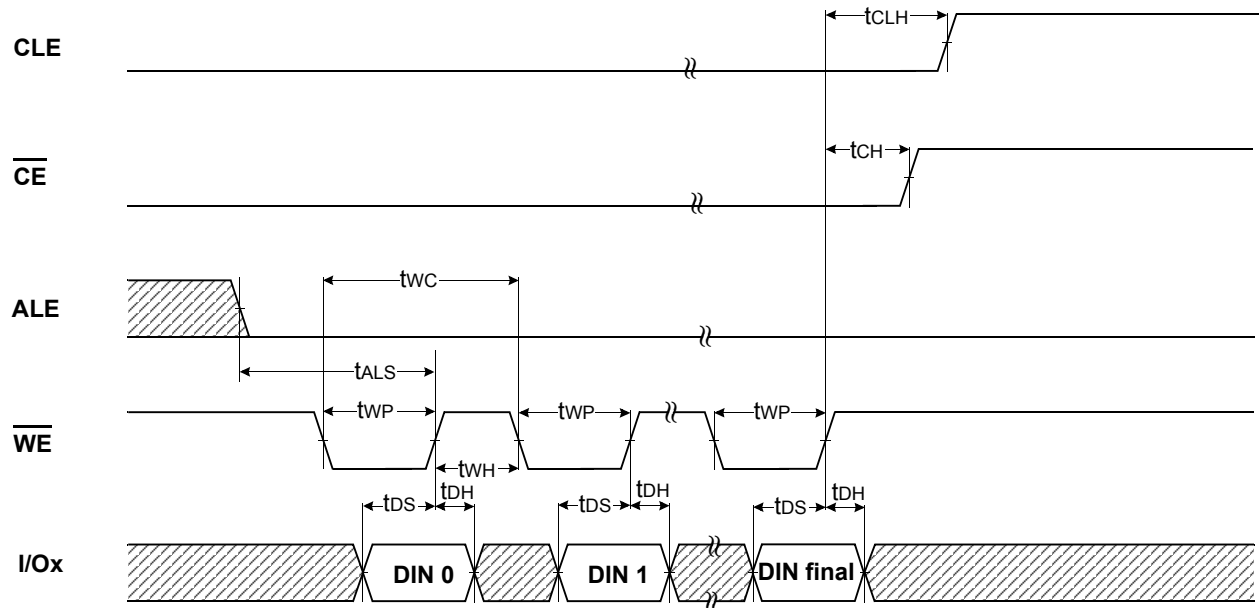 tCLH
CLE
tCH
CE
tWC
ALE
tALS
tWP tWP tWP
WE
tWH
tDS tDH tDS tDH tDS tDH
I/Ox DIN 0 DIN 1 DIN final